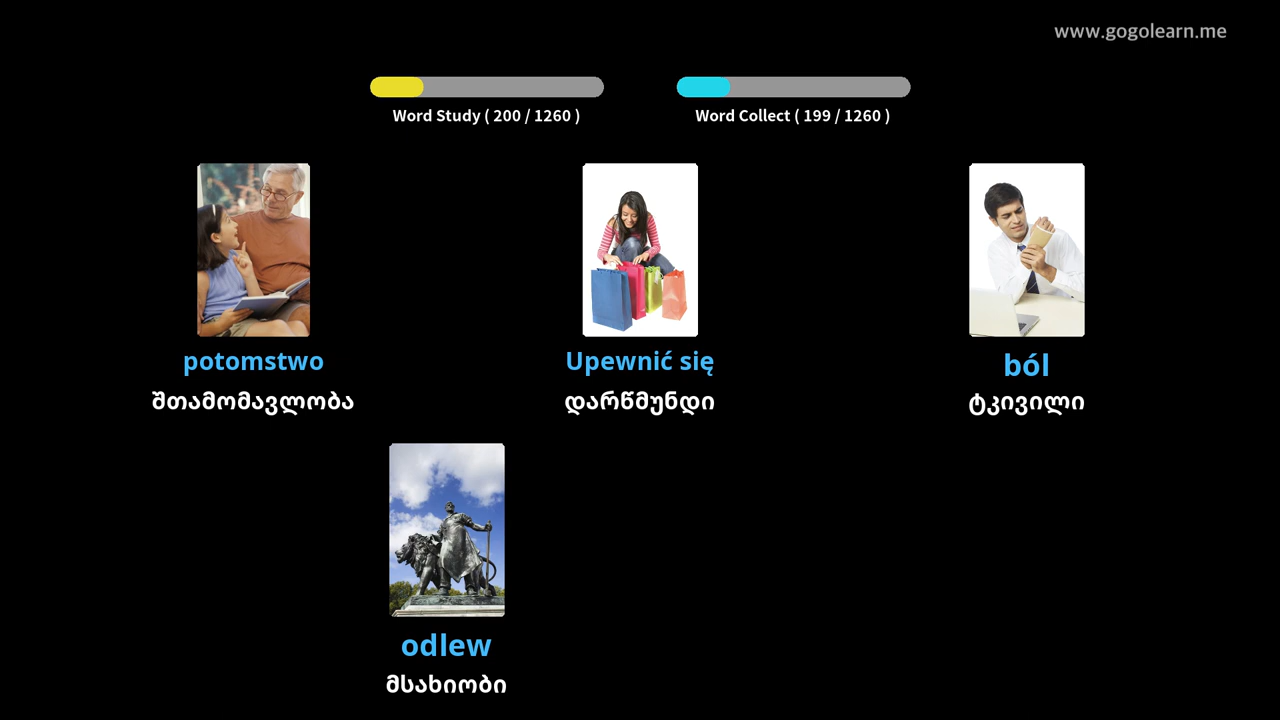 www.gogolearn.me
Word Study ( 200 / 1260 )
Word Collect ( 199 / 1260 )
potomstwo
შთამომავლობა
Upewnić się
დარწმუნდი
ból
ტკივილი
odlew
მსახიობი